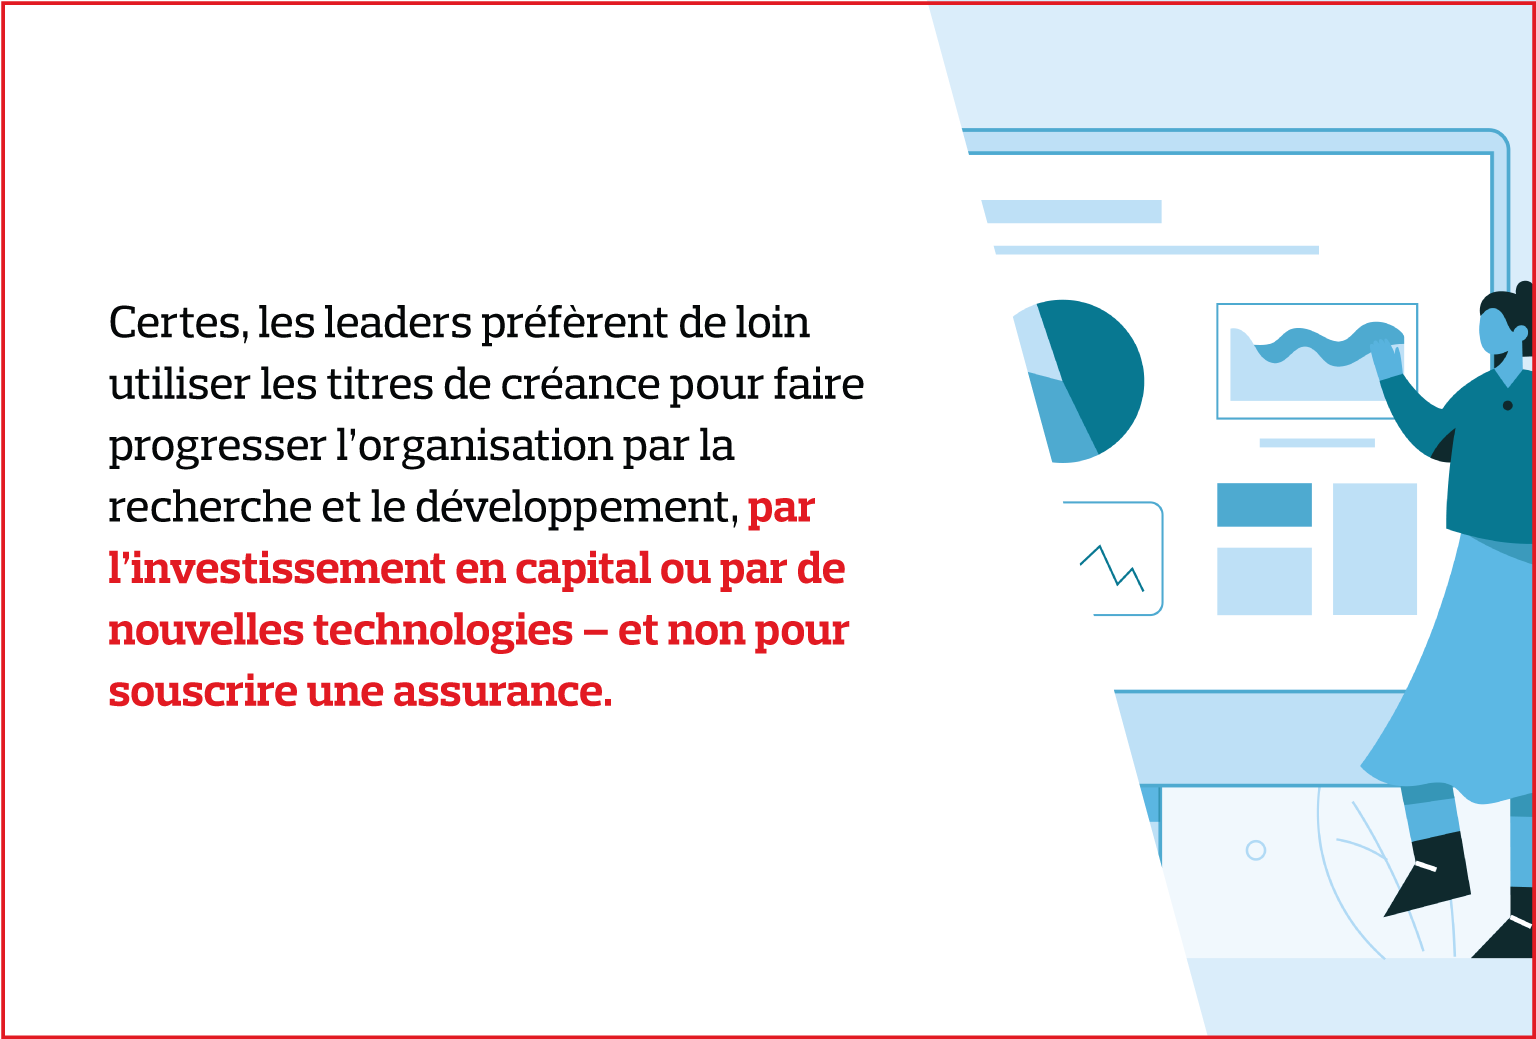 Certes, les leaders préfèrent de loin
utiliser les titres de créance pour faire
progresser l’organisation par la
recherche et le développement, par
l’investissement en capital ou par de
nouvelles technologies – et non pour
souscrire une assurance.